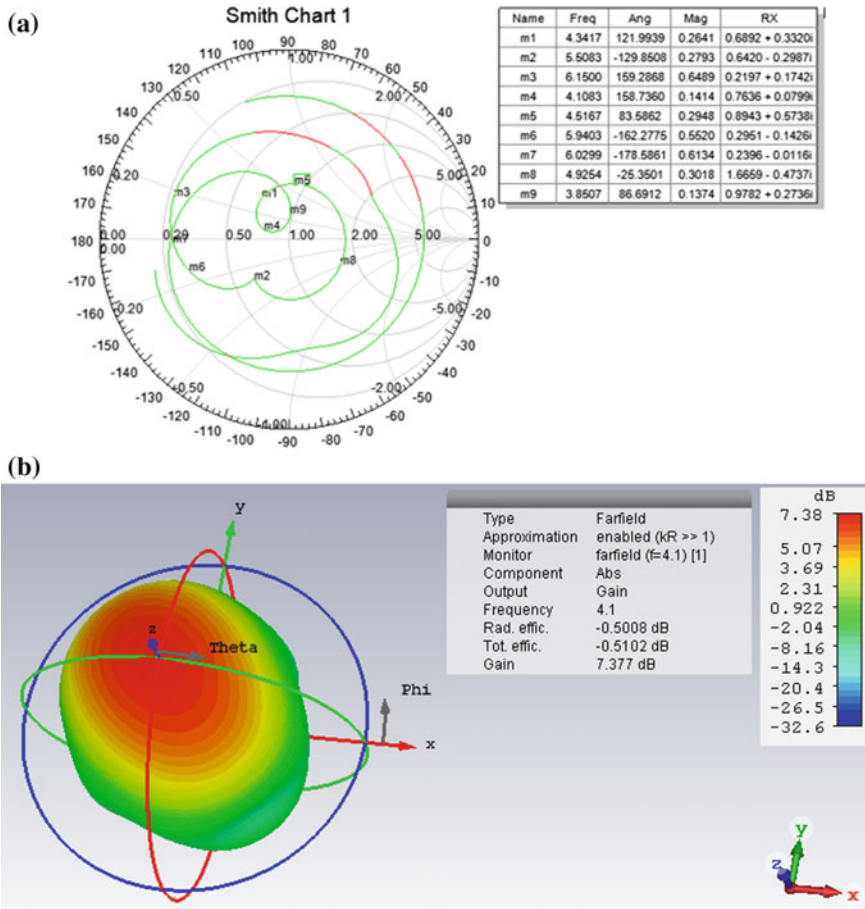 (a)
Smith Chart 1
Name Freq Ang Mag RX
m1 4.3417 121.9939 0.2641 0.6892 + 0.3320i
m2 5.5083 -129.8508 0.2793 0.6420 - 0.2987i
m3 6.1500 159.2868 0.6489 0.2197 + 0.1742i
m4 4.1083 158.7360 0.1414 0.7636 + 0.0799i
m5 4.5167 83.5862 0.2948 0.8943 + 0.5738i
m6 5.9403 -162.2775 0.5520 0.2951 - 0.1426i
m7 6.0299 -178.5861 0.6134 0.2396 - 0.0116i
m8 4.9254 -25.3501 0.3018 1.6659 - 0.4737i
m9 3.8507 86.6912 0.1374 0.9782 + 0.2736i
100 90 80
110 1.00 70
120 60
130 0.50 2.00 50
140 40
150 30
160 0.20 m3 m1 m5 5.00 20
170 m9 10
m4
180 0.00 0.20 0.50 1.00 2.00 5.00 0
0.00 m7
m6 m2 m8
-170 -10
-160 -0.20 -5.00 -20
-150 -30
-140 -40
-130 -0.50 -2.00 -50
-120 -60
-110 -1.00 -70
-100 -90 -80
(b)
y
z
Theta
Phi
x
Type Farfield
Approximation enabled (kR >> 1)
Monitor farfield (f=4.1) [1]
Component Abs
Output Gain
Frequency 4.1
Rad. effic. -0.5008 dB
Tot. effic. -0.5102 dB
Gain 7.377 dB
dB
7.38
5.07
3.69
2.31
0.922
-2.04
-8.16
-14.3
-20.4
-26.5
-32.6
y
z
x